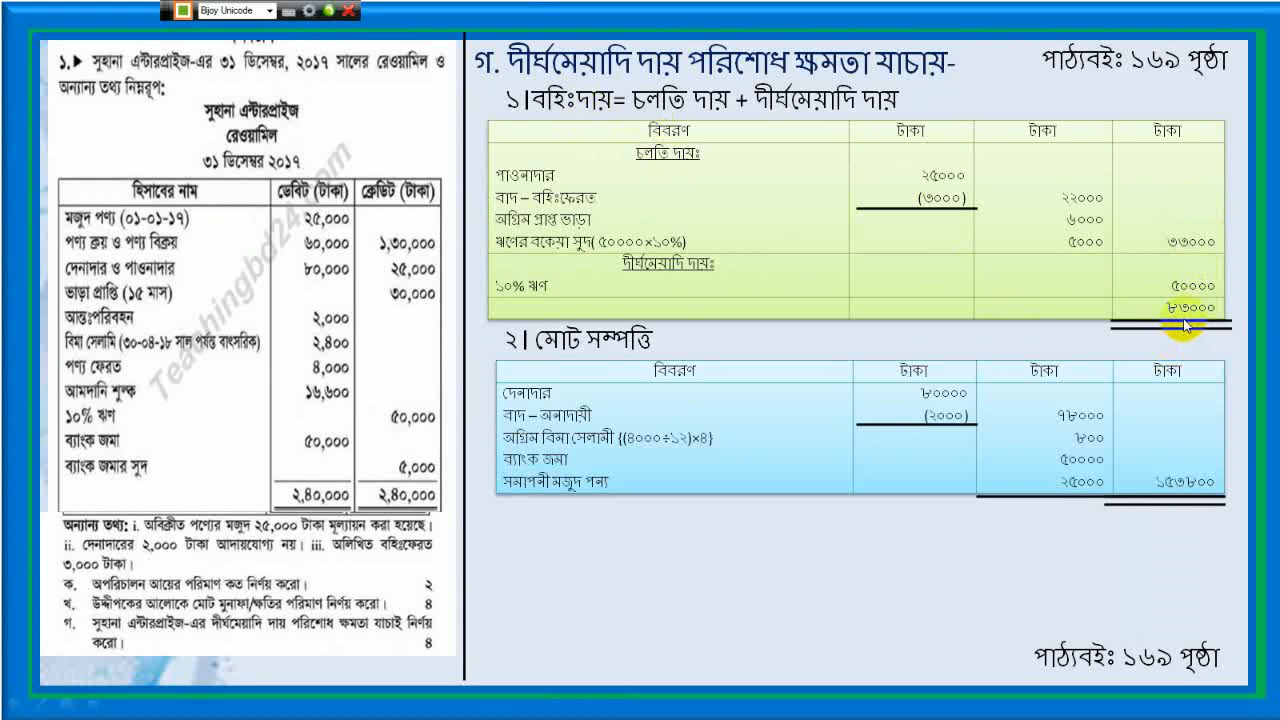 Bijoy Unicode
১.▶ সুহানা এন্টারপ্রাইজ-এর ৩১ ডিসেম্বর, ২০১৭ সালের রেওয়ামিল ও
অন্যান্য তথ্য নিম্নরূপ:
সুহানা এন্টারপ্রাইজ
রেওয়ামিল
৩১ ডিসেম্বর ২০১৭
হিসাবের নাম ডেবিট (টাকা) ক্রেডিট (টাকা)
মজুদ পণ্য (০১-০১-১৭) ২৫,০০০
পণ্য ক্রয় ও পণ্য বিক্রয় ৬০,০০০ ১,৩০,০০০
দেনাদার ও পাওনাদার ৮০,০০০ ২৫,০০০
ভাড়া প্রাপ্তি (১৫ মাস) ৩০,০০০
আন্তঃপরিবহন ২,০০০
বিমা সেলামি (৩০-০৪-১৮ সাল পর্যন্ত বাৎসরিক) ২,৪০০
পণ্য ফেরত ৪,০০০
আমদানি শুল্ক ১৬,৬০০
১০% ঋণ ৫০,০০০
ব্যাংক জমা ৫০,০০০
ব্যাংক জমার সুদ ৫,০০০
২,৪০,০০০ ২,৪০,০০০
Teachingbd24.com
অন্যান্য তথ্য: i. অবিক্রীত পণ্যের মজুদ ২৫,০০০ টাকা মূল্যায়ন করা হয়েছে।
ii. দেনাদারের ২,০০০ টাকা আদায়যোগ্য নয়। iii. অলিখিত বহিঃফেরত
৩,০০০ টাকা।
ক. অপরিচালন আয়ের পরিমাণ কত নির্ণয় করো। ২
খ. উদ্দীপকের আলোকে মোট মুনাফা/ক্ষতির পরিমাণ নির্ণয় করো। ৪
গ. সুহানা এন্টারপ্রাইজ-এর দীর্ঘমেয়াদি দায় পরিশোধ ক্ষমতা যাচাই নির্ণয়
করো। ৪
গ. দীর্ঘমেয়াদি দায় পরিশোধ ক্ষমতা যাচায়- পাঠ্যবইঃ ১৬৯ পৃষ্ঠা
১। বহিঃদায়= চলতি দায় + দীর্ঘমেয়াদি দায়
বিবরণ টাকা টাকা টাকা
চলতি দায়ঃ
পাওনাদার ২৫০০০
বাদ – বহিঃফেরত (৩০০০) ২২০০০
অগ্রিম প্রাপ্ত ভাড়া ৬০০০
ঋণের বকেয়া সুদ( ৫০০০০×১০%) ৫০০০ ৩৩০০০
দীর্ঘমেয়াদি দায়ঃ
১০% ঋণ ৫০০০০
৮৩০০০
২। মোট সম্পত্তি
বিবরণ টাকা টাকা টাকা
দেনাদার ৮০০০০
বাদ – অনাদায়ী (২০০০) ৭৮০০০
অগ্রিম বিমা সেলামী {(৪০০০÷১২)×৪} ৮০০
ব্যাংক জমা ৫০০০০
সমাপনী মজুদ পন্য ২৫০০০ ১৫৩৮০০
পাঠ্যবইঃ ১৬৯ পৃষ্ঠা